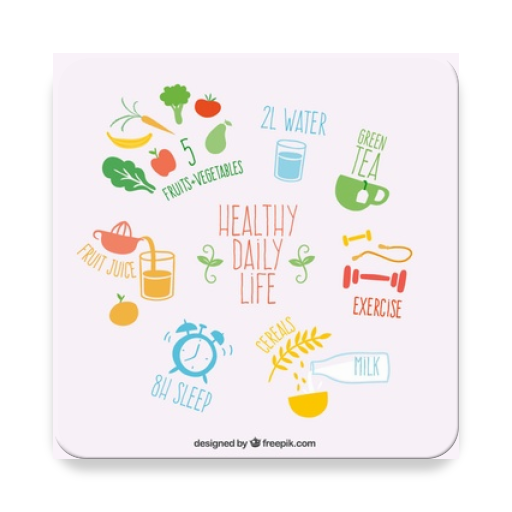 2L WATER
GREEN
TEA
5
FRUITS+VEGETABLES
HEALTHY
DAILY
LIFE
FRUIT JUICE
EXERCISE
CEREALS
MILK
8H SLEEP
designed by freepik.com